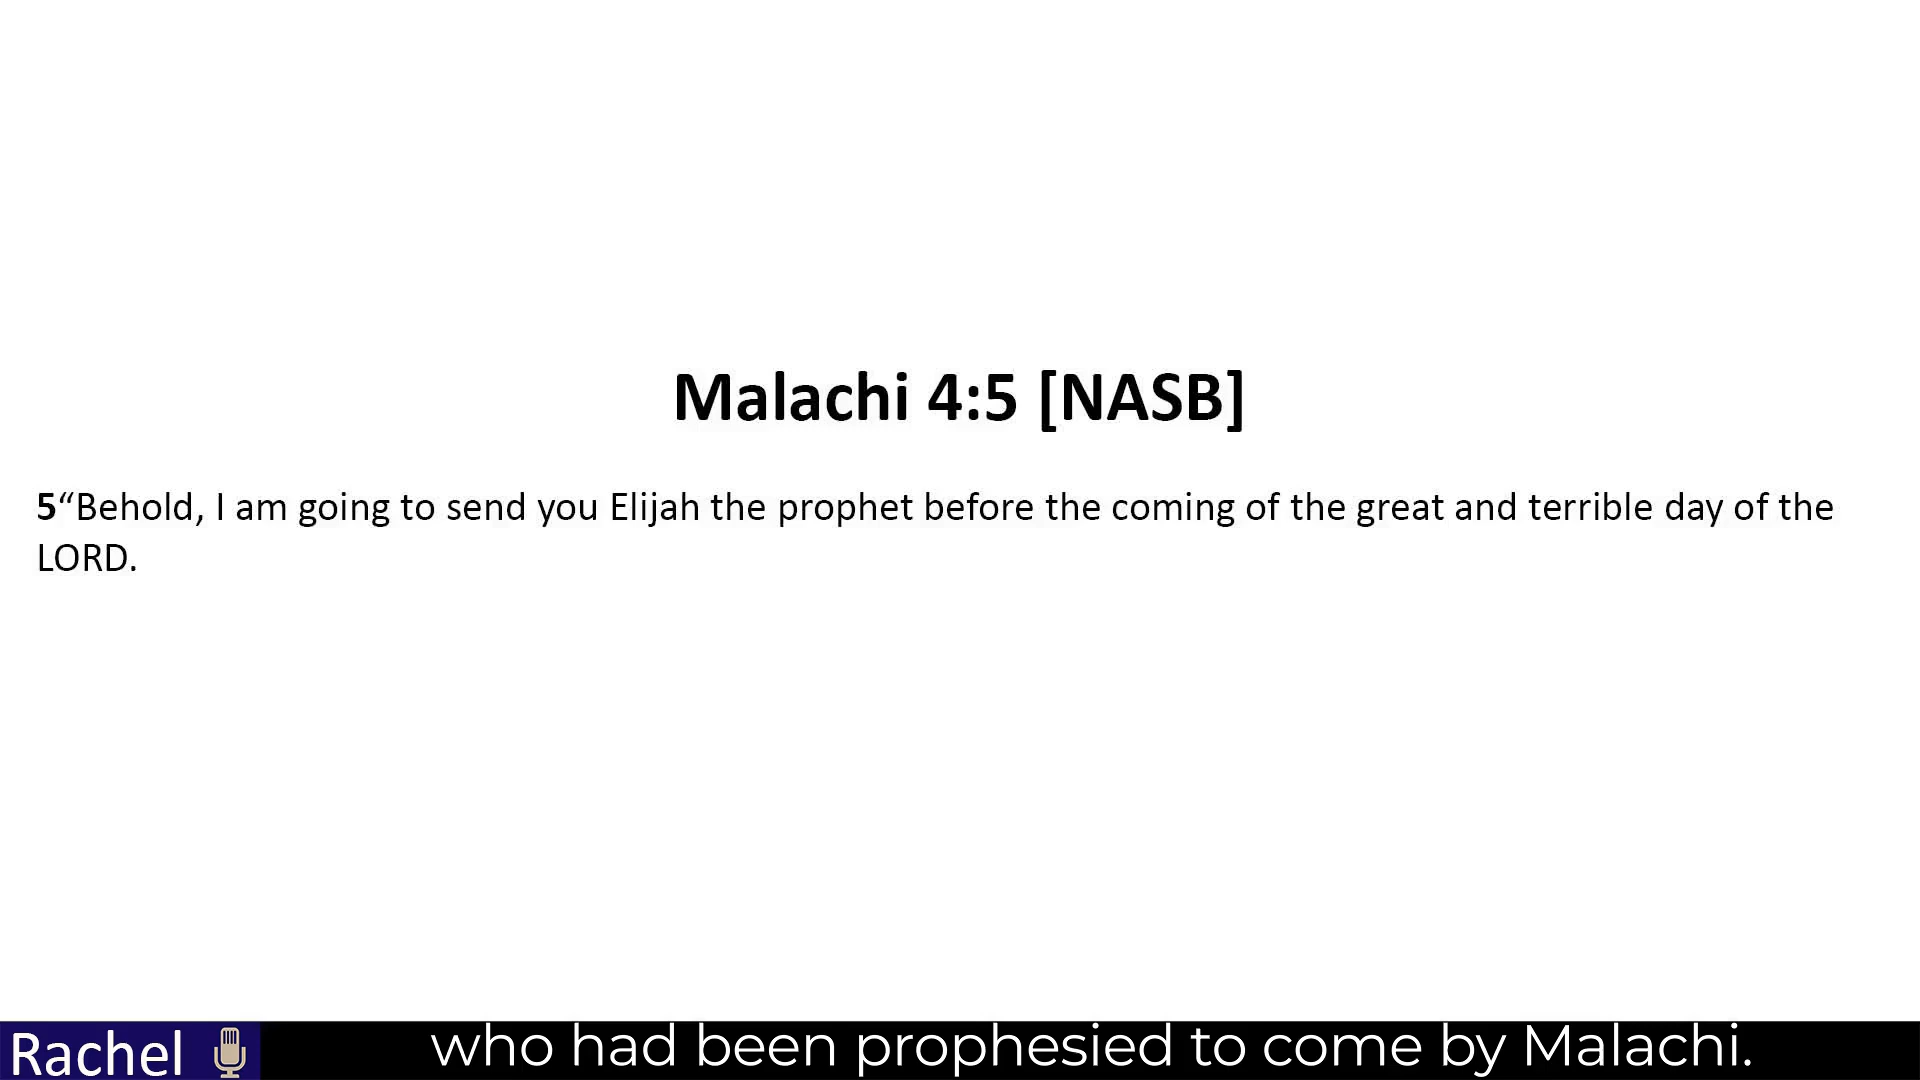 Malachi 4:5 [NASB]
5“Behold, I am going to send you Elijah the prophet before the coming of the great and terrible day of the
LORD.
Rachel
who had been prophesied to come by Malachi.